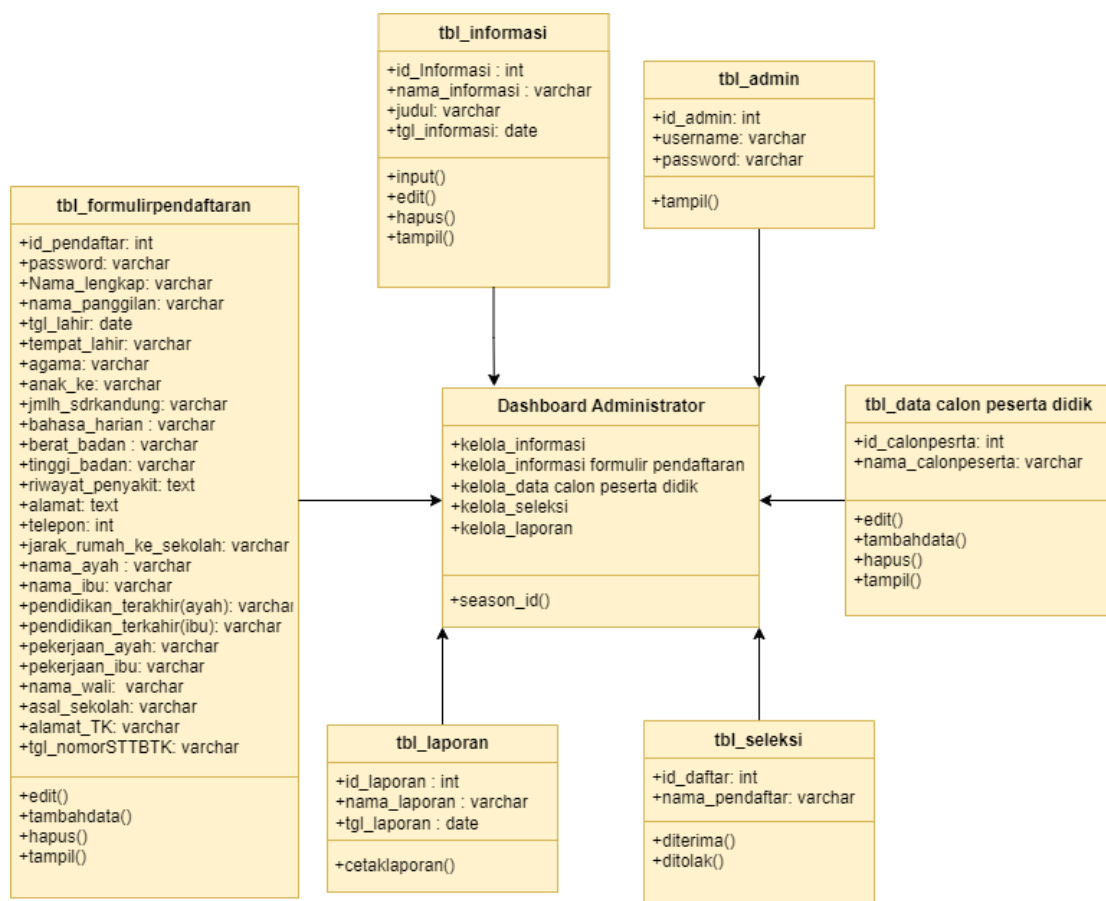 tbl_informasi
+id_Informasi : int
+nama_informasi : varchar
+judul: varchar
+tgl_informasi: date
+input()
+edit()
+hapus()
+tampil()
tbl_admin
+id_admin: int
+username: varchar
+password: varchar
+tampil()
tbl_formulirpendaftaran
+id_pendaftar: int
+password: varchar
+Nama_lengkap: varchar
+nama_panggilan: varchar
+tgl_lahir: date
+tempat_lahir: varchar
+agama: varchar
+anak_ke: varchar
+jmlh_sdrkandung: varchar
+bahasa_harian : varchar
+berat_badan : varchar
+tinggi_badan: varchar
+riwayat_penyakit: text
+alamat: text
+telepon: int
+jarak_rumah_ke_sekolah: varchar
+nama_ayah : varchar
+nama_ibu: varchar
+pendidikan_terakhir(ayah): varchar
+pendidikan_terkahir(ibu): varchar
+pekerjaan_ayah: varchar
+pekerjaan_ibu: varchar
+nama_wali: varchar
+asal_sekolah: varchar
+alamat_TK: varchar
+tgl_nomorSTTBTK: varchar
+edit()
+tambahdata()
+hapus()
+tampil()
Dashboard Administrator
+kelola_informasi
+kelola_informasi formulir pendaftaran
+kelola_data calon peserta didik
+kelola_seleksi
+kelola_laporan
+season_id()
tbl_data calon peserta didik
+id_calonpesrta: int
+nama_calonpeserta: varchar
+edit()
+tambahdata()
+hapus()
+tampil()
tbl_laporan
+id_laporan : int
+nama_laporan : varchar
+tgl_laporan : date
+cetaklaporan()
tbl_seleksi
+id_daftar: int
+nama_pendaftar: varchar
+diterima()
+ditolak()